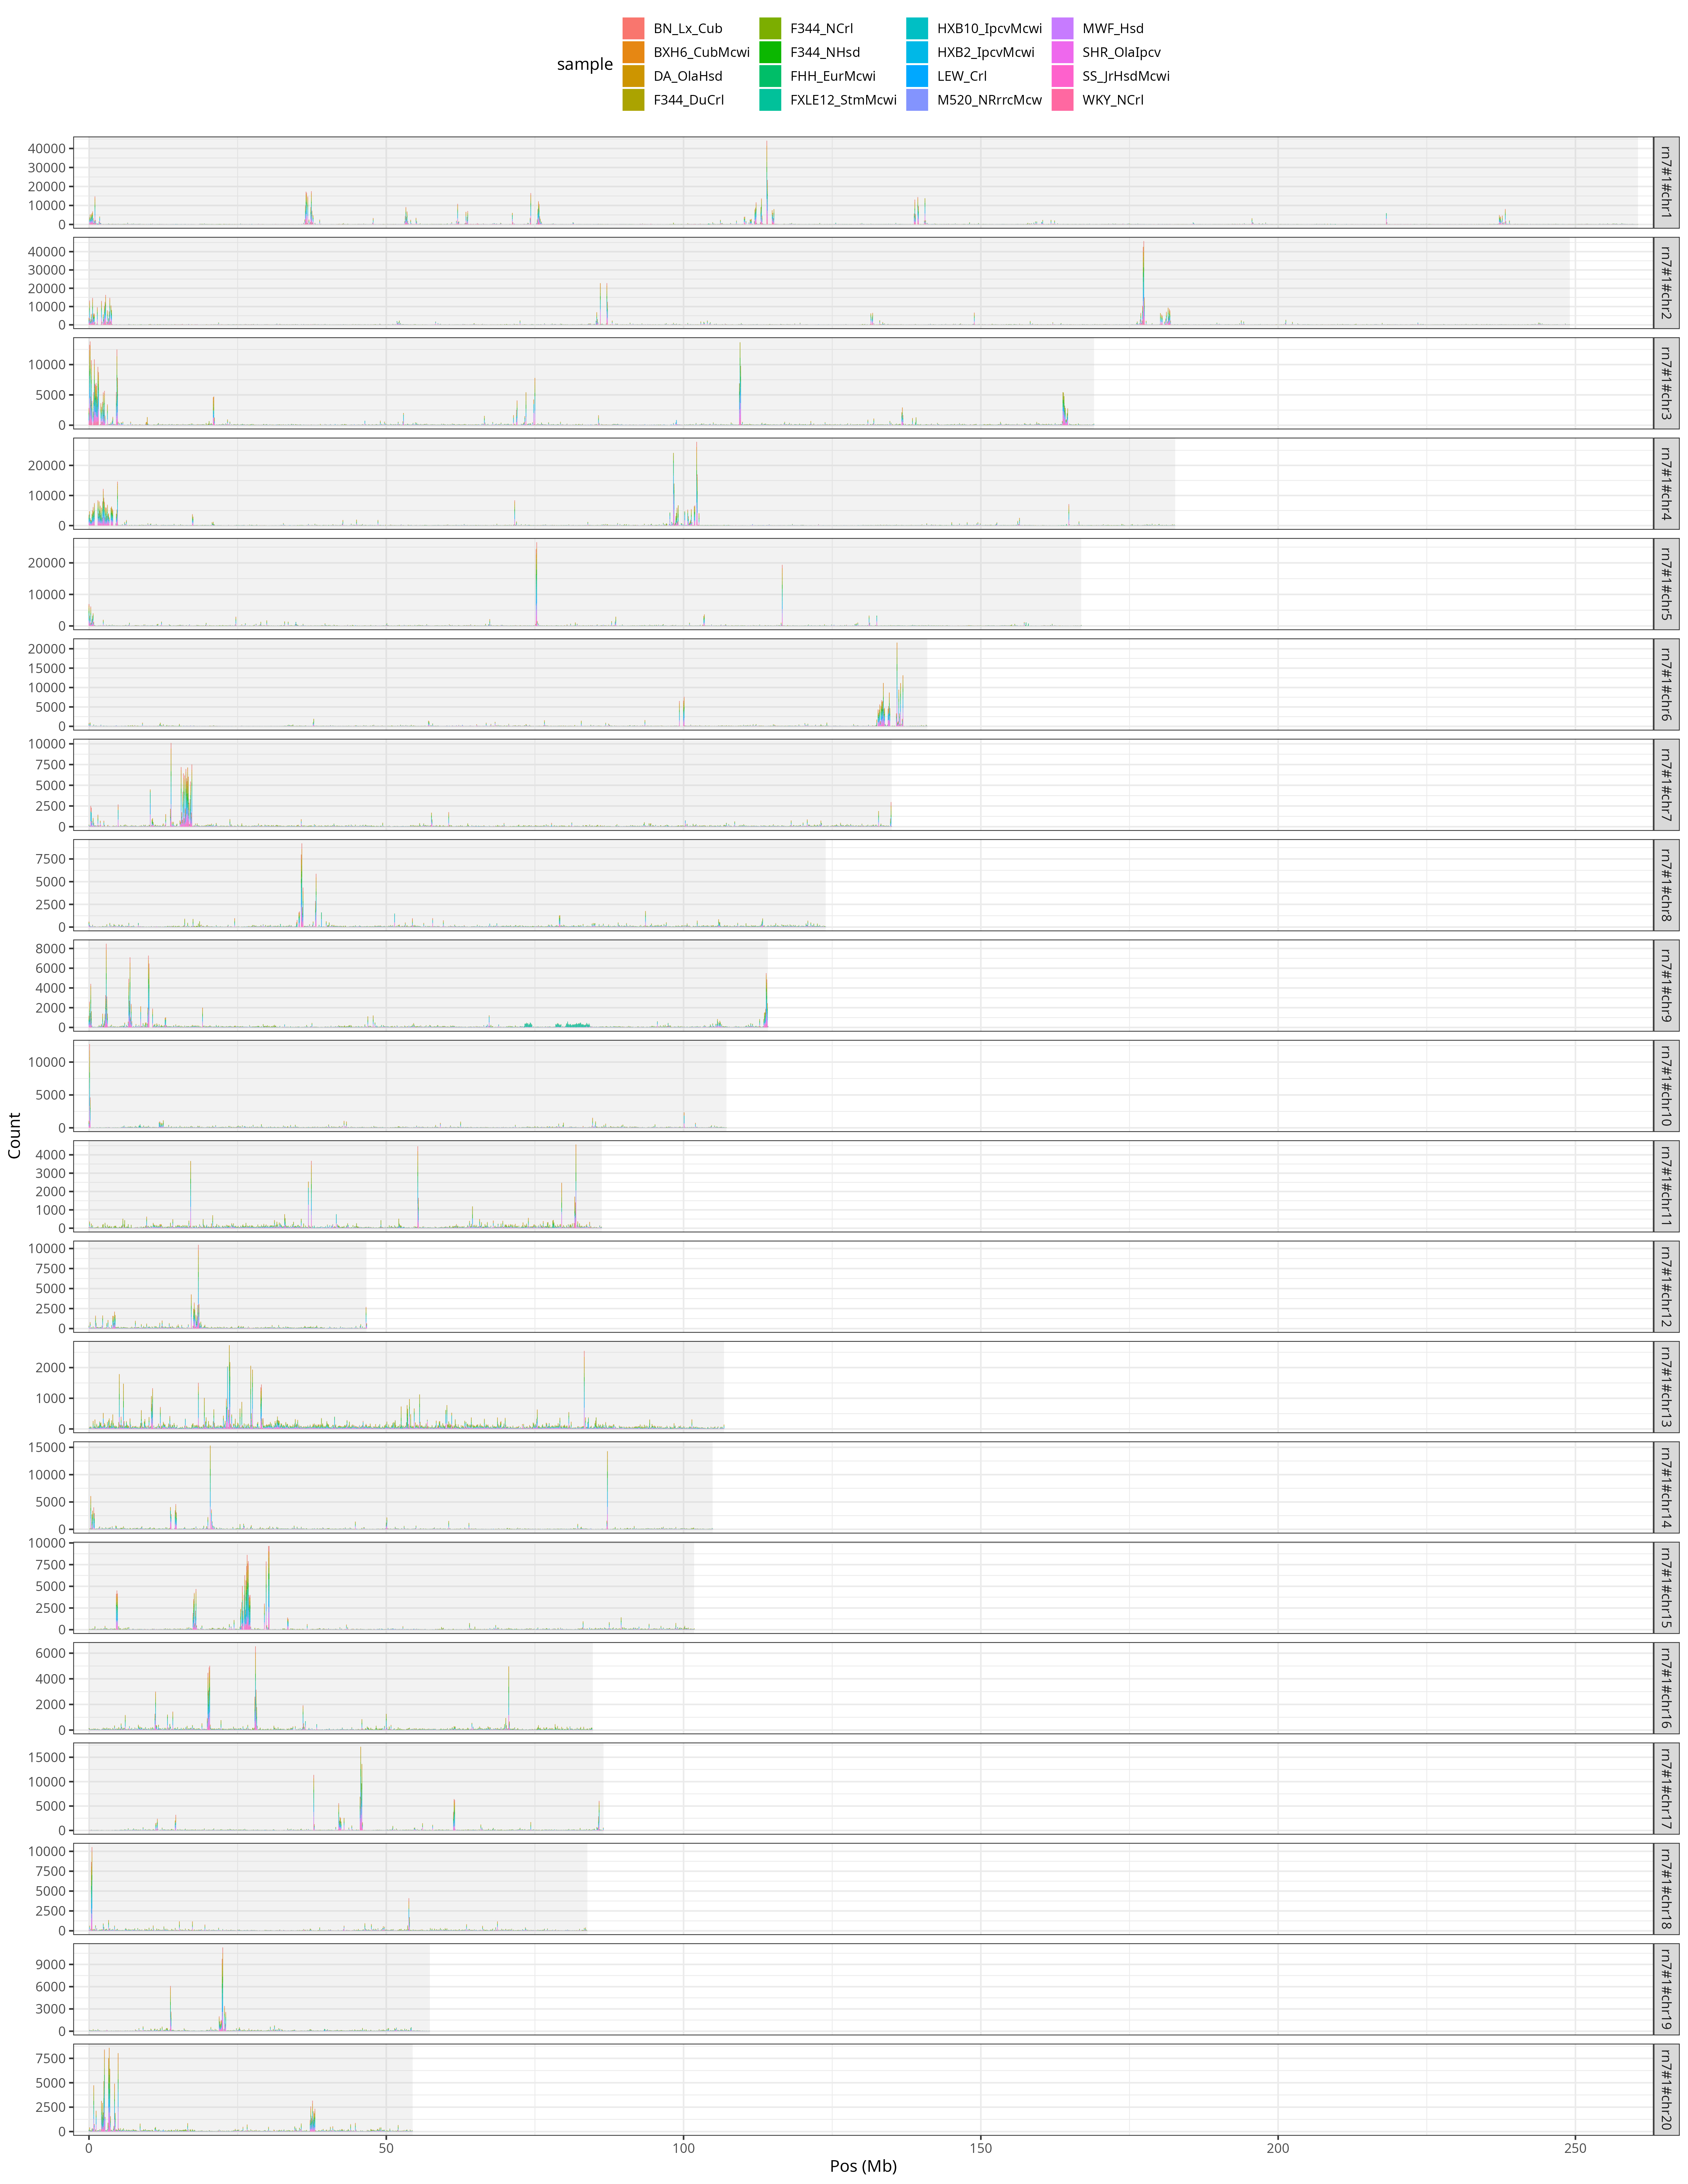 sample
BN_Lx_Cub
BXH6_CubMcwi
DA_OlaHsd
F344_DuCrl
F344_NCrl
F344_NHsd
FHH_EurMcwi
FXLE12_StmMcwi
HXB10_IpcvMcwi
HXB2_IpcvMcwi
LEW_Crl
M520_NRrrcMcw
MWF_Hsd
SHR_OlaIpcv
SS_JrHsdMcwi
WKY_NCrl
Count
40000
30000
20000
10000
0
rn7#1#chr1
40000
30000
20000
10000
0
rn7#1#chr2
10000
5000
0
rn7#1#chr3
20000
10000
0
rn7#1#chr4
20000
10000
0
rn7#1#chr5
20000
15000
10000
5000
0
rn7#1#chr6
10000
7500
5000
2500
0
rn7#1#chr7
7500
5000
2500
0
rn7#1#chr8
8000
6000
4000
2000
0
rn7#1#chr9
10000
5000
0
rn7#1#chr10
4000
3000
2000
1000
0
rn7#1#chr11
10000
7500
5000
2500
0
rn7#1#chr12
2000
1000
0
rn7#1#chr13
15000
10000
5000
0
rn7#1#chr14
10000
7500
5000
2500
0
rn7#1#chr15
6000
4000
2000
0
rn7#1#chr16
15000
10000
5000
0
rn7#1#chr17
10000
7500
5000
2500
0
rn7#1#chr18
9000
6000
3000
0
rn7#1#chr19
7500
5000
2500
0
rn7#1#chr20
0 50 100 150 200 250
Pos (Mb)